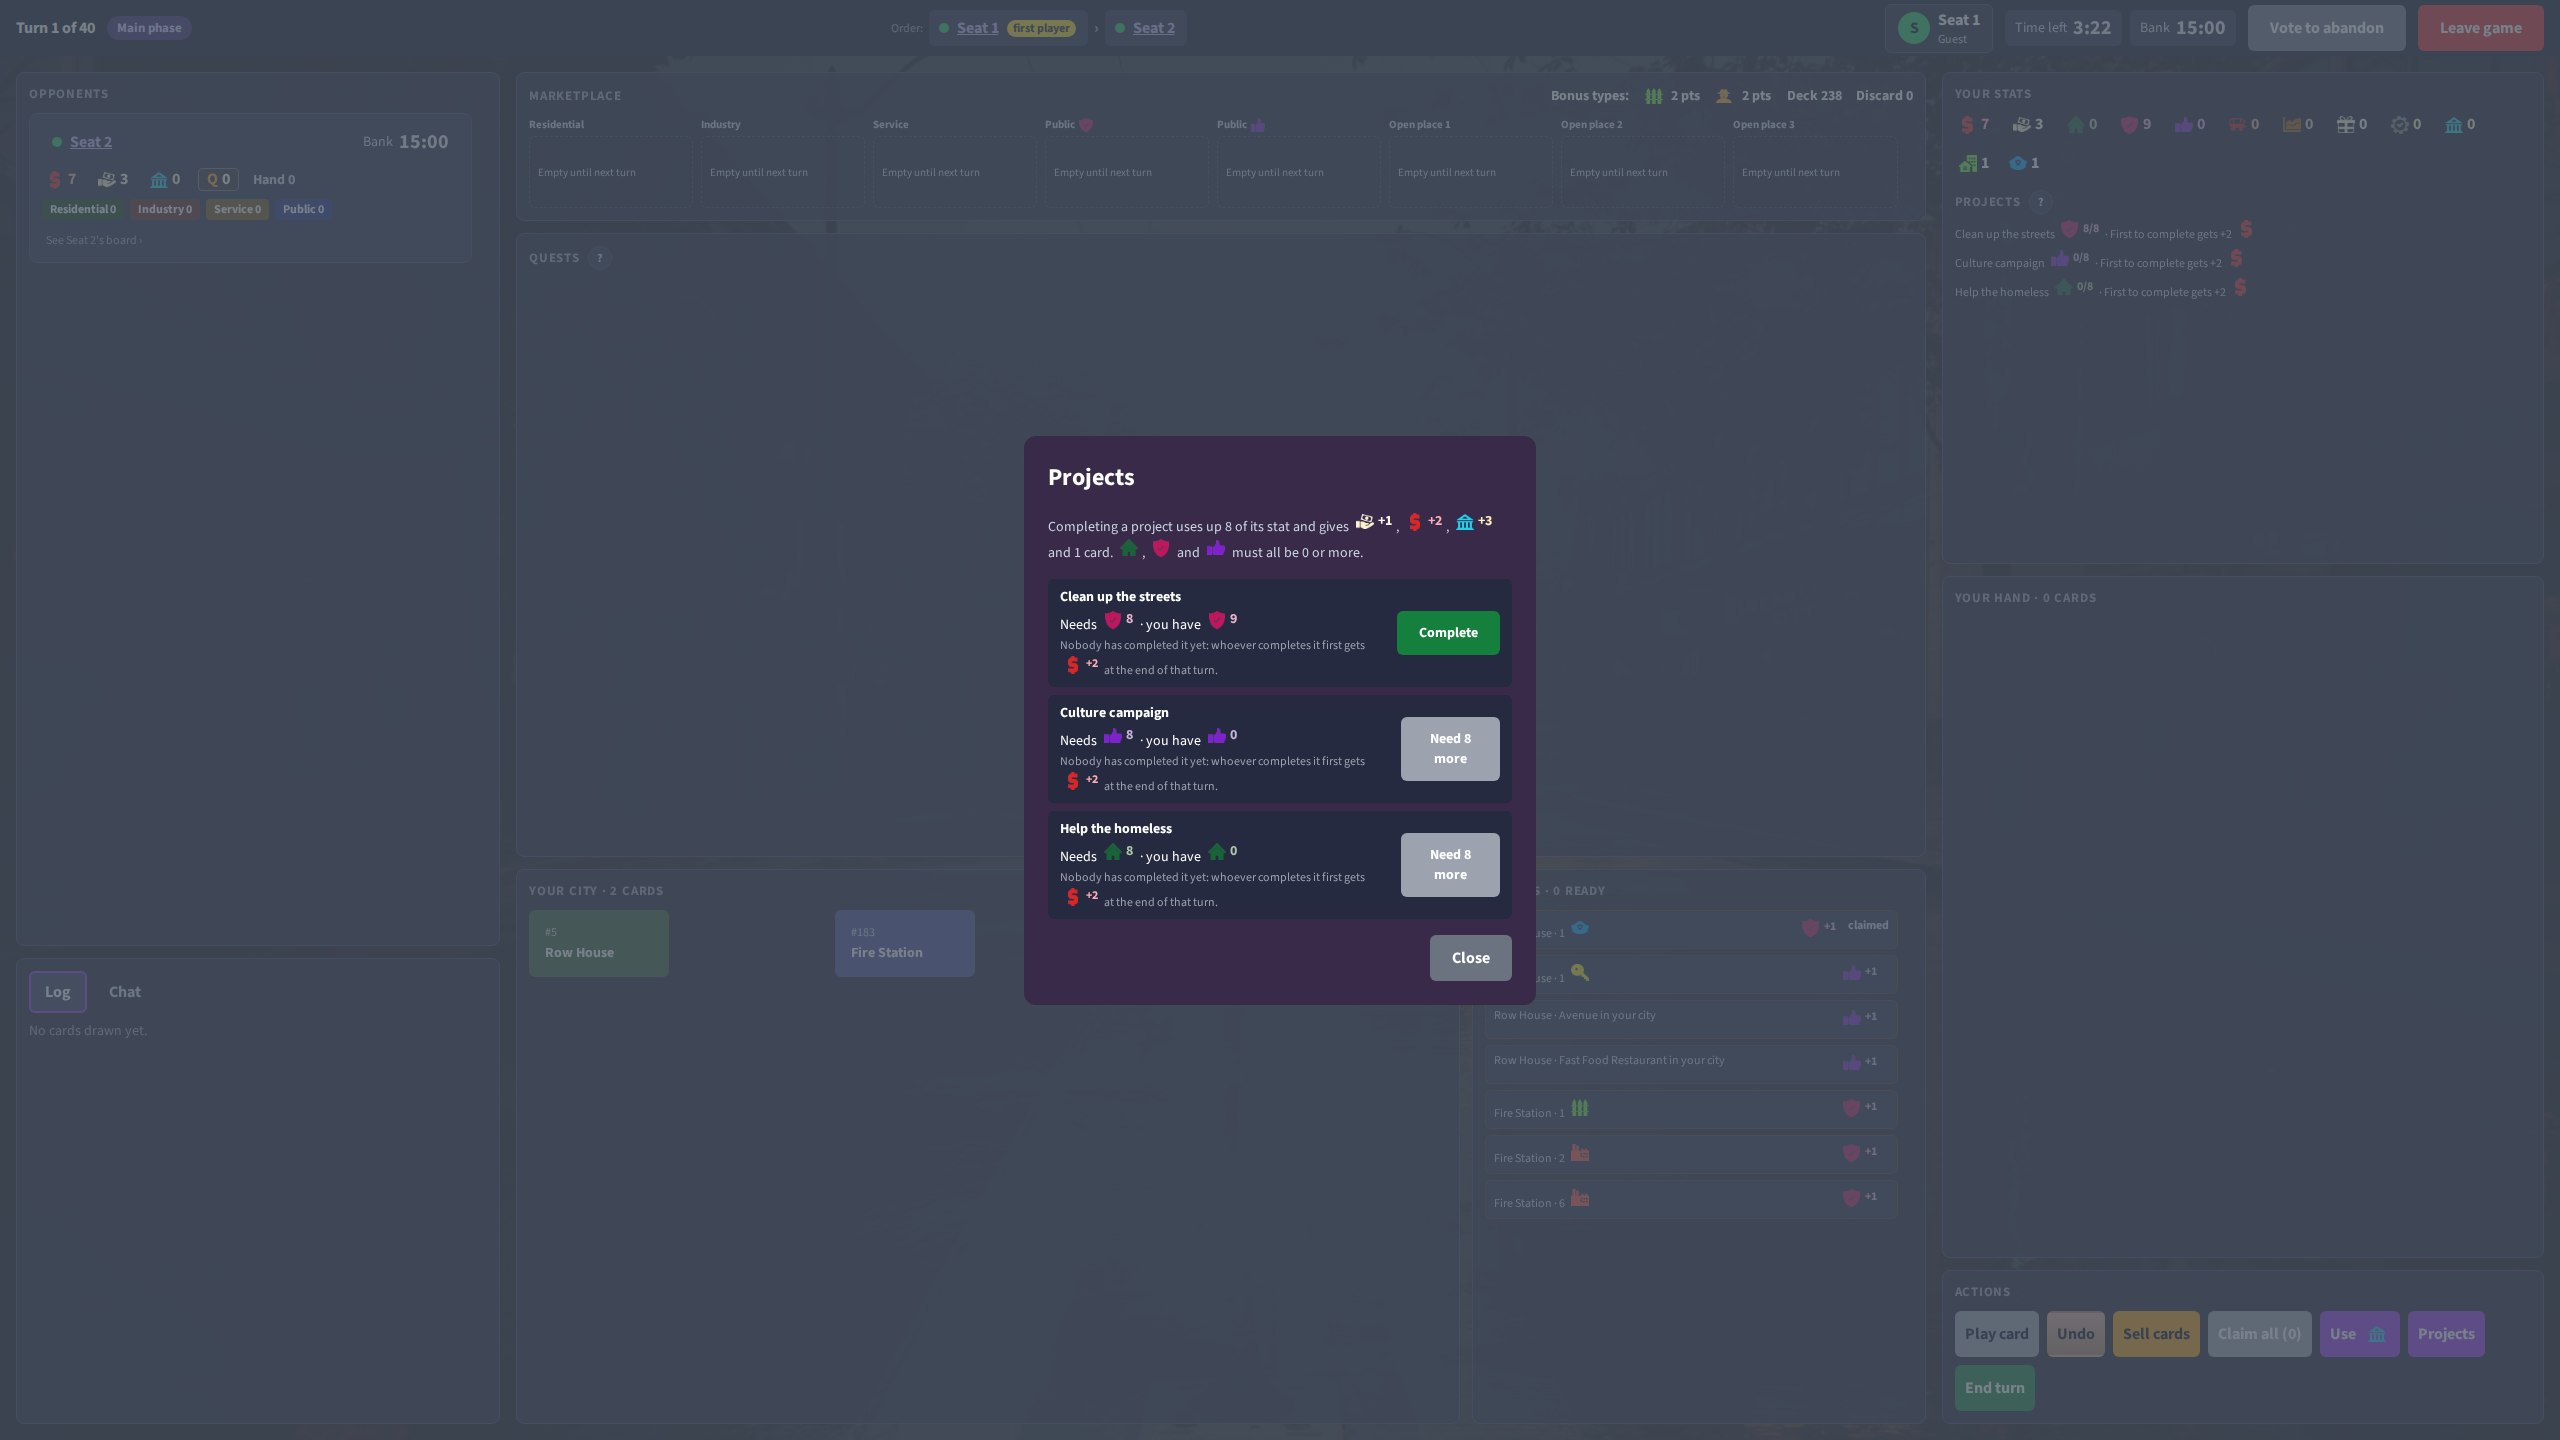 Turn 1 of 40 Main phase
Order: Seat 1 first player › Seat 2
S Seat 1 Guest
Time left 3:22
Bank 15:00
Vote to abandon
Leave game
OPPONENTS
Seat 2 Bank 15:00
$ 7 3 0 Q 0 Hand 0
Residential 0 Industry 0 Service 0 Public 0
See Seat 2's board ›
MARKETPLACE
Bonus types: 2 pts 2 pts Deck 238 Discard 0
Residential Industry Service Public Public Open place 1 Open place 2 Open place 3
Empty until next turn Empty until next turn Empty until next turn Empty until next turn Empty until next turn Empty until next turn Empty until next turn Empty until next turn
QUESTS ?
YOUR STATS
$ 7 3 0 9 0 0 0 0 0 0
1 1
PROJECTS ?
Clean up the streets 8/8 · First to complete gets +2 $
Culture campaign 0/8 · First to complete gets +2 $
Help the homeless 0/8 · First to complete gets +2 $
Projects
Completing a project uses up 8 of its stat and gives +1 , $ +2 , +3
and 1 card. , and must all be 0 or more.
Clean up the streets
Needs 8 · you have 9
Nobody has completed it yet: whoever completes it first gets
$ +2 at the end of that turn.
Complete
Culture campaign
Needs 8 · you have 0
Nobody has completed it yet: whoever completes it first gets
$ +2 at the end of that turn.
Need 8
more
Help the homeless
Needs 8 · you have 0
Nobody has completed it yet: whoever completes it first gets
$ +2 at the end of that turn.
Need 8
more
Close
YOUR CITY · 2 CARDS
#5
Row House
#183
Fire Station
· 0 READY
· 1 +1 claimed
· 1 +1
Row House · Avenue in your city +1
Row House · Fast Food Restaurant in your city +1
Fire Station · 1 +1
Fire Station · 2 +1
Fire Station · 6 +1
Log Chat
No cards drawn yet.
YOUR HAND · 0 CARDS
ACTIONS
Play card Undo Sell cards Claim all (0) Use Projects
End turn